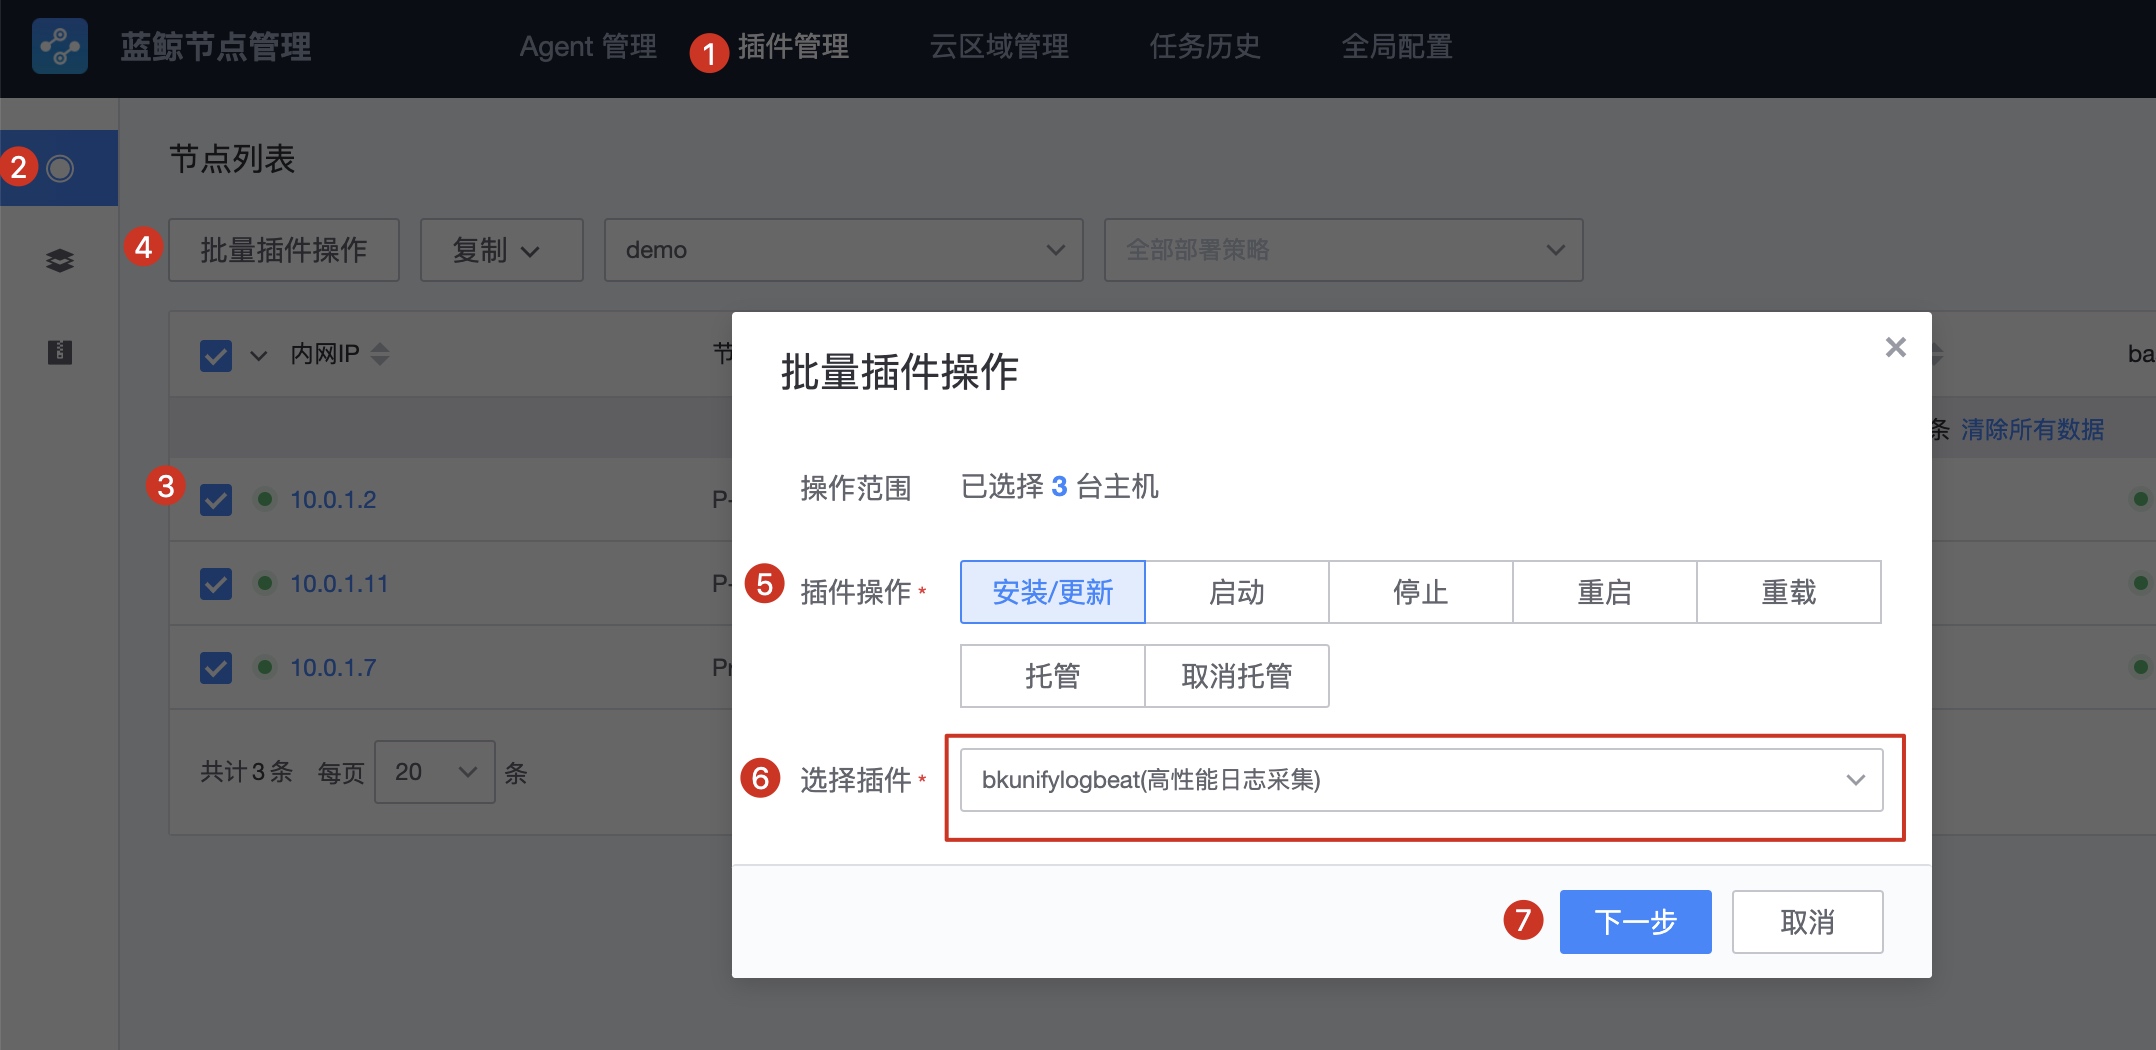 蓝鲸节点管理
Agent 管理
1
插件管理
云区域管理
任务历史
全局配置
2
节点列表
4
批量插件操作
复制
demo
全部部署策略
内网IP
节
ba
条 清除所有数据
3
10.0.1.2
P-
10.0.1.11
P-
10.0.1.7
Pr
共计3条 每页 20 条
批量插件操作
操作范围 已选择 3 台主机
5
插件操作 *
安装/更新
启动
停止
重启
重载
托管
取消托管
6
选择插件 *
bkunifylogbeat(高性能日志采集)
7
下一步
取消